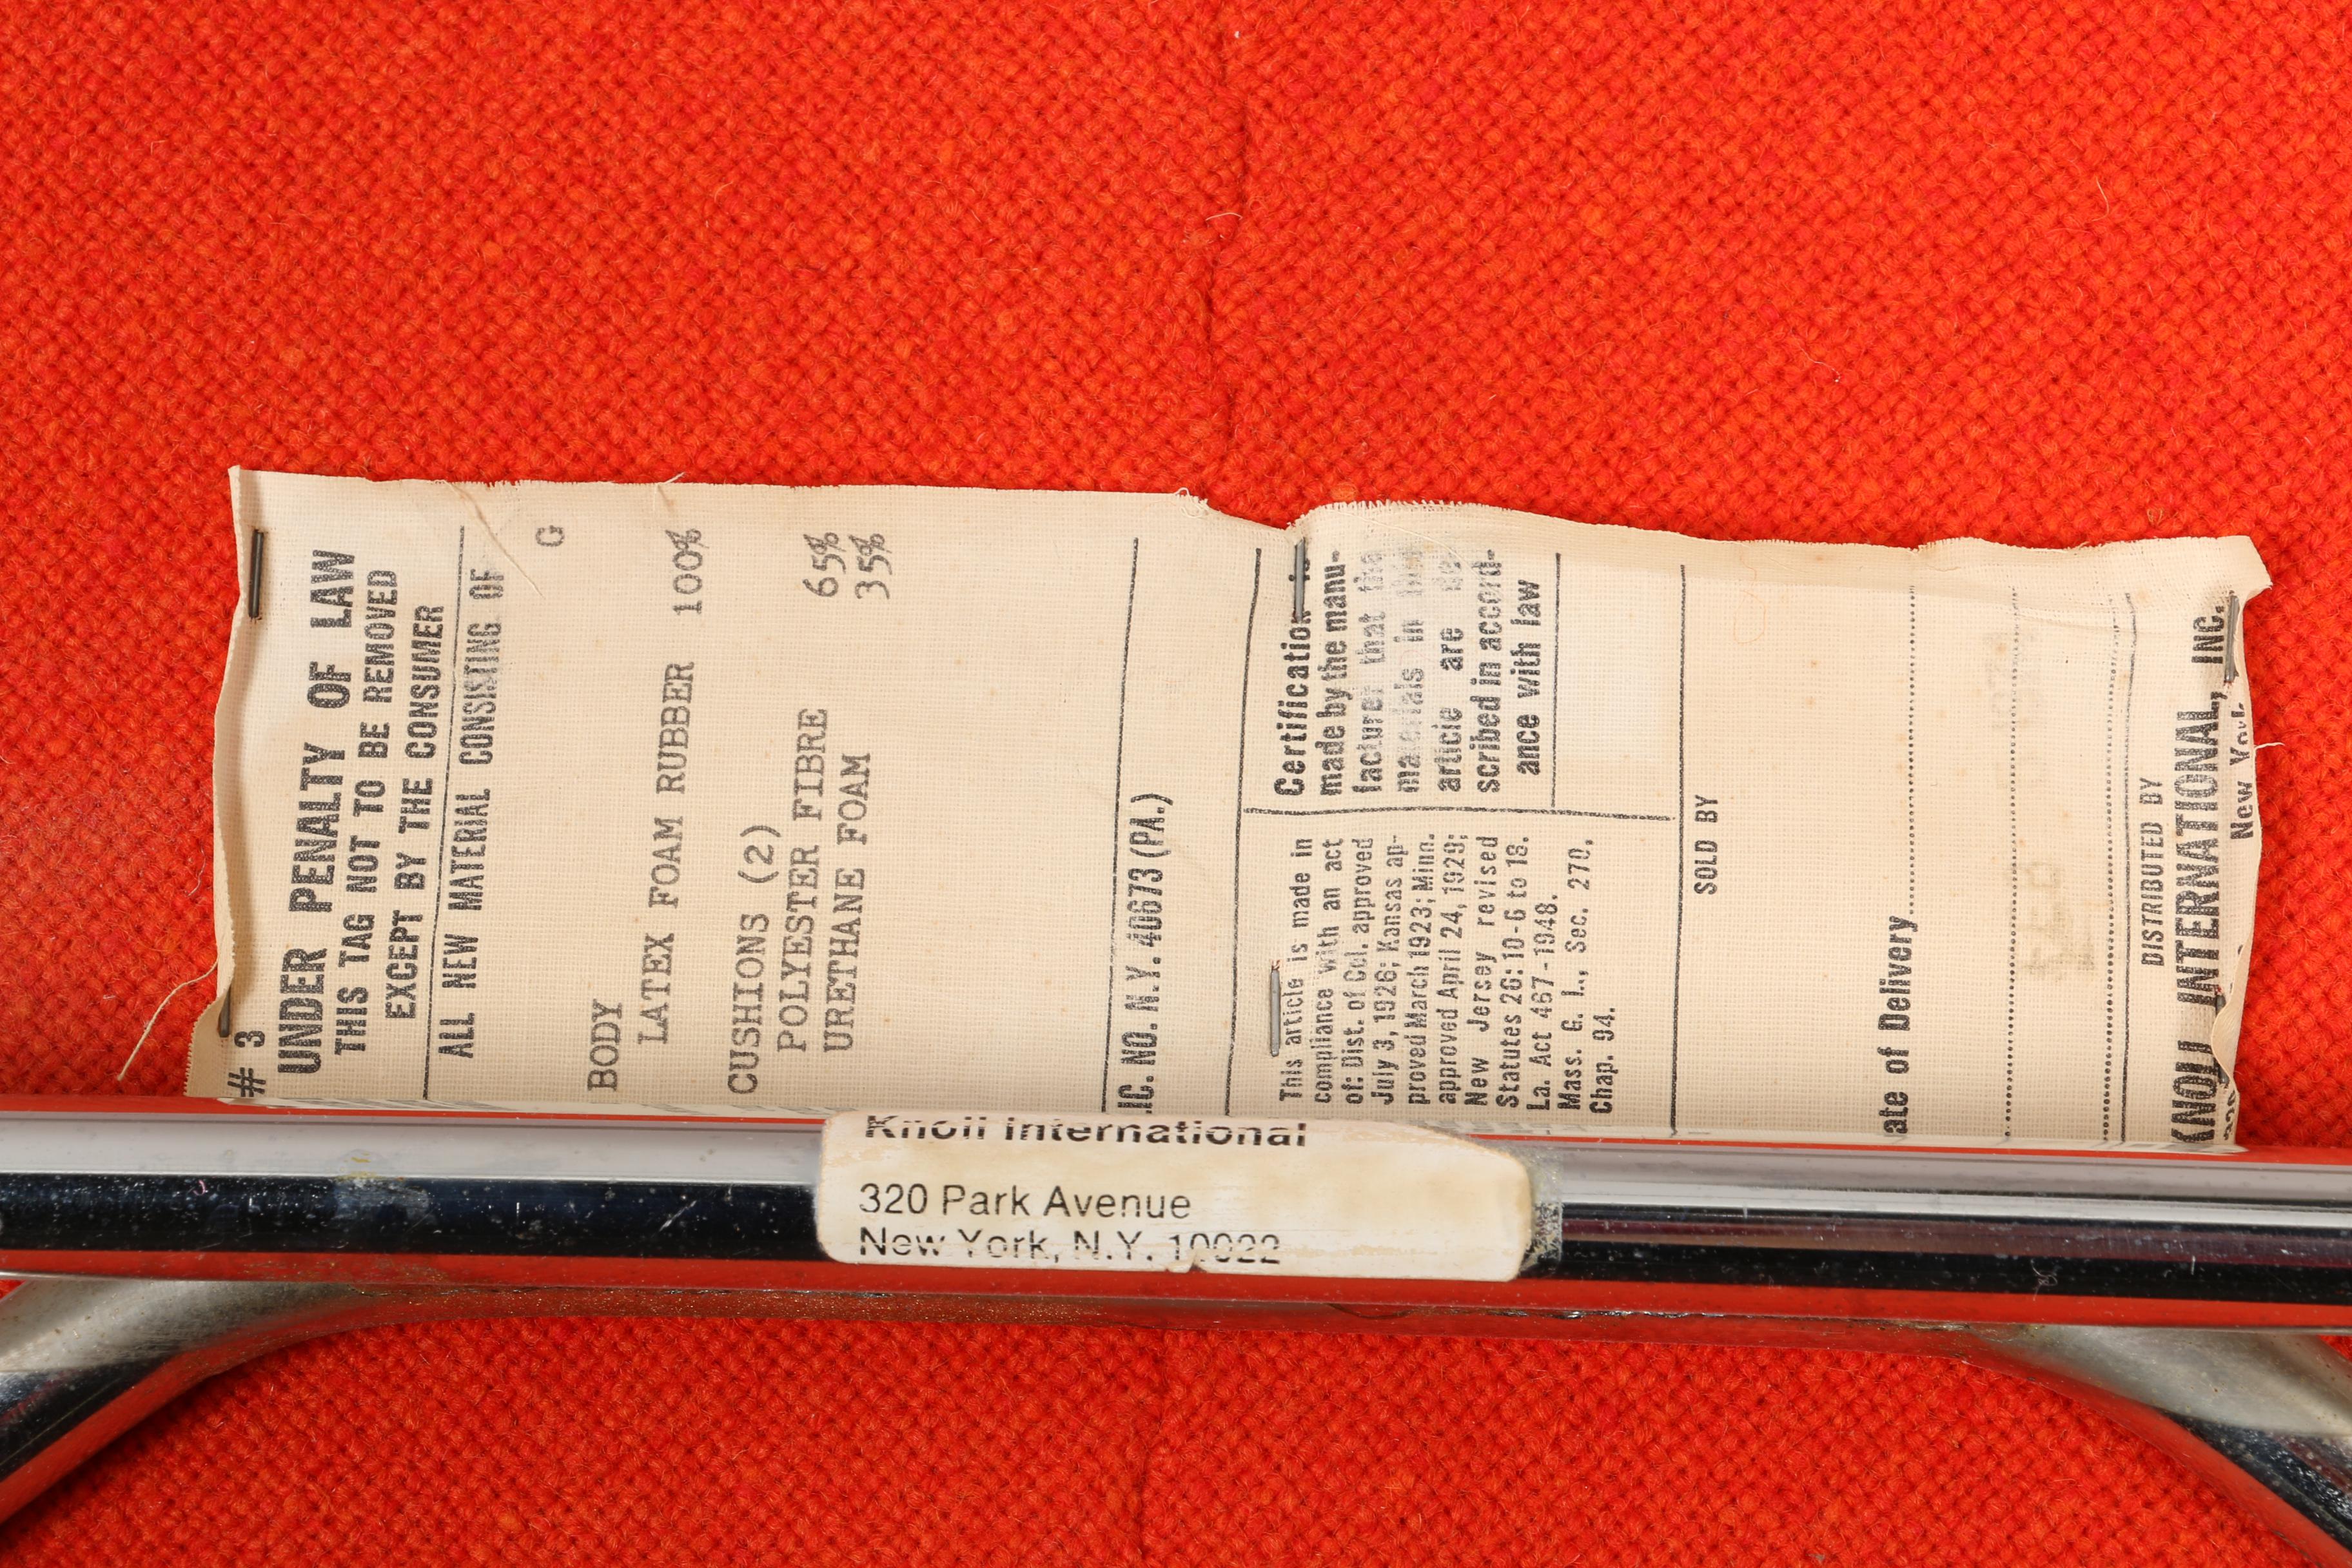 # 3
UNDER PENALTY OF LAW
THIS TAG NOT TO BE REMOVED
EXCEPT BY THE CONSUMER
ALL NEW MATERIAL CONSISTING OF
G
BODY
LATEX FOAM RUBBER 100%
CUSHIONS (2)
POLYESTER FIBRE 65%
URETHANE FOAM 35%
IC. NO. N.Y. 40673 (PA.)
This article is made in
compliance with an act
of: Dist. of Col. approved
July 3, 1926; Kansas ap-
proved March 1923; Minn.
approved April 24, 1929;
New Jersey revised
Statutes 26:10-6 to 18.
La. Act 467-1948.
Mass. G. L., Sec. 270,
Chap. 94.
Certification is
made by the manu-
facturer that the
materials in this
article are de-
scribed in accord-
ance with law
SOLD BY
ate of Delivery
DISTRIBUTED BY
KNOLL INTERNATIONAL, INC.
New York
Knoll International
320 Park Avenue
New York, N.Y. 10022